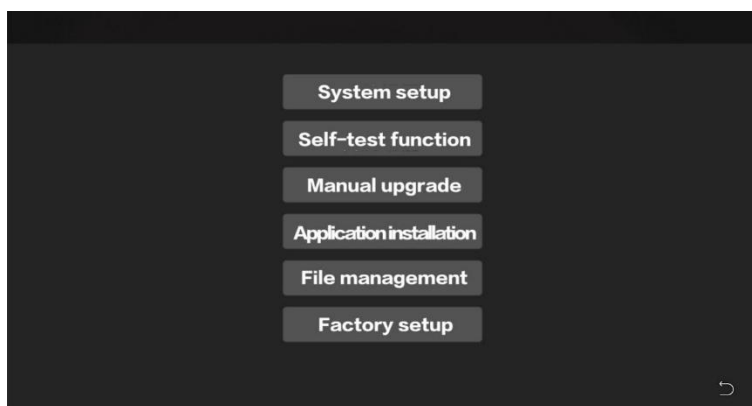 System setup
Self-test function
Manual upgrade
Application installation
File management
Factory setup